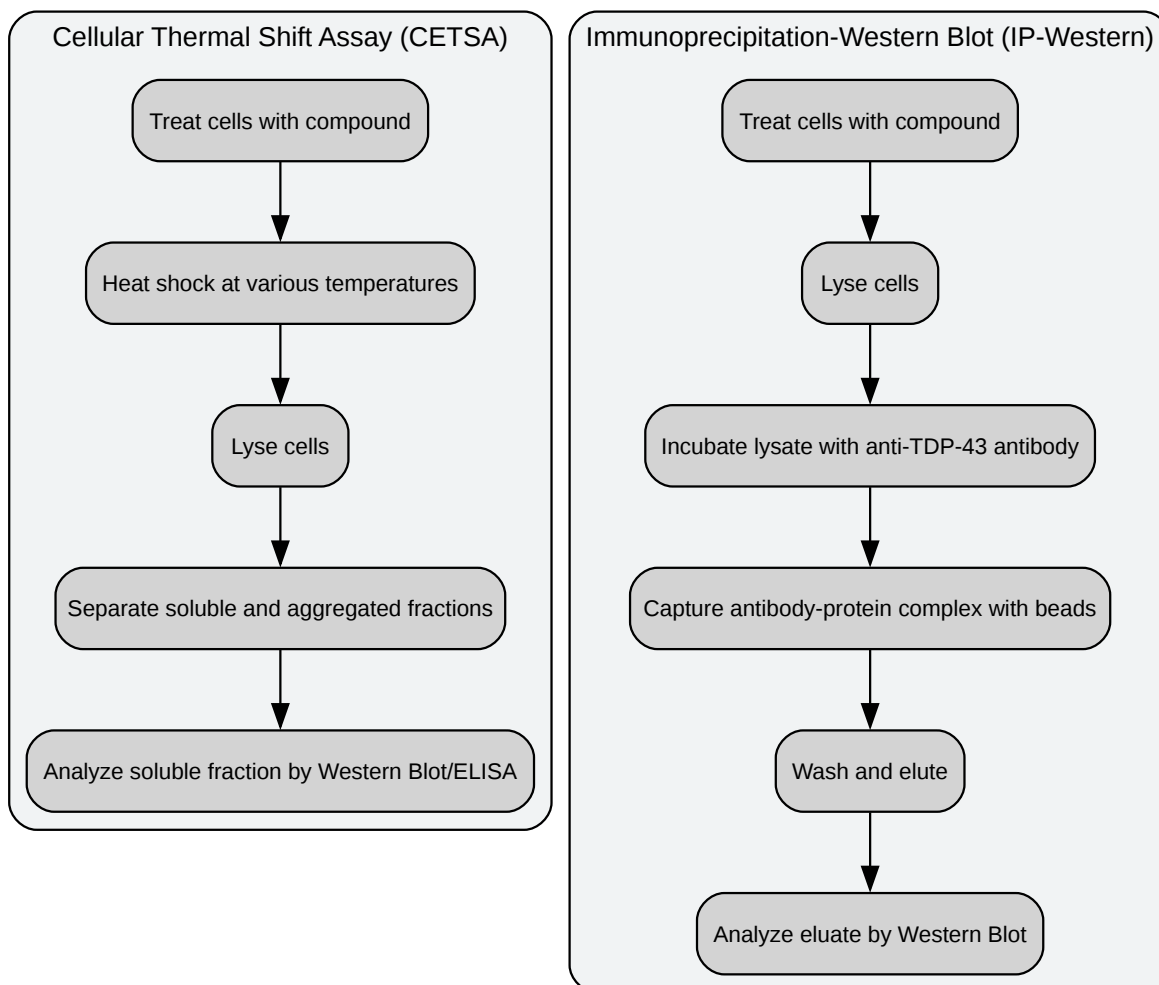 Cellular Thermal Shift Assay (CETSA)
Treat cells with compound
Heat shock at various temperatures
Lyse cells
Separate soluble and aggregated fractions
Analyze soluble fraction by Western Blot/ELISA
Immunoprecipitation-Western Blot (IP-Western)
Treat cells with compound
Lyse cells
Incubate lysate with anti-TDP-43 antibody
Capture antibody-protein complex with beads
Wash and elute
Analyze eluate by Western Blot